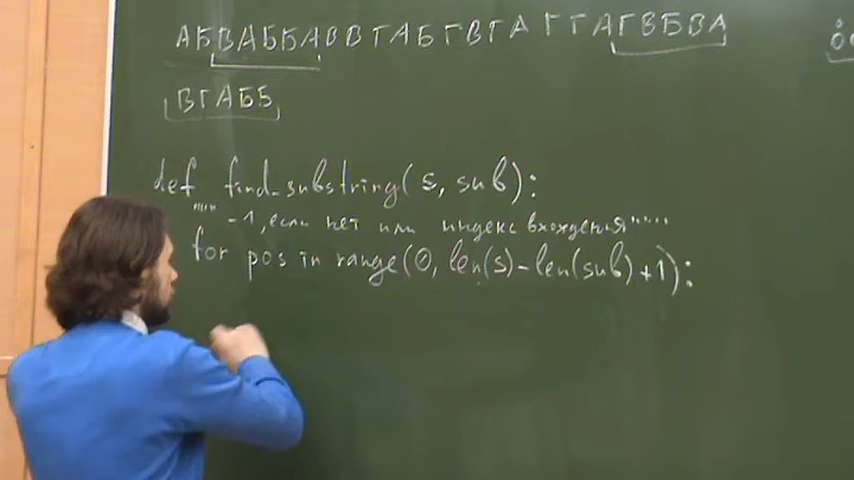 АБВАББАВВГАБГВГАГГАГВБВА
ВГАББ
def find_substring(s, sub):
""" -1, если нет или индекс вхождения"""
for pos in range(0, len(s)-len(sub)+1):